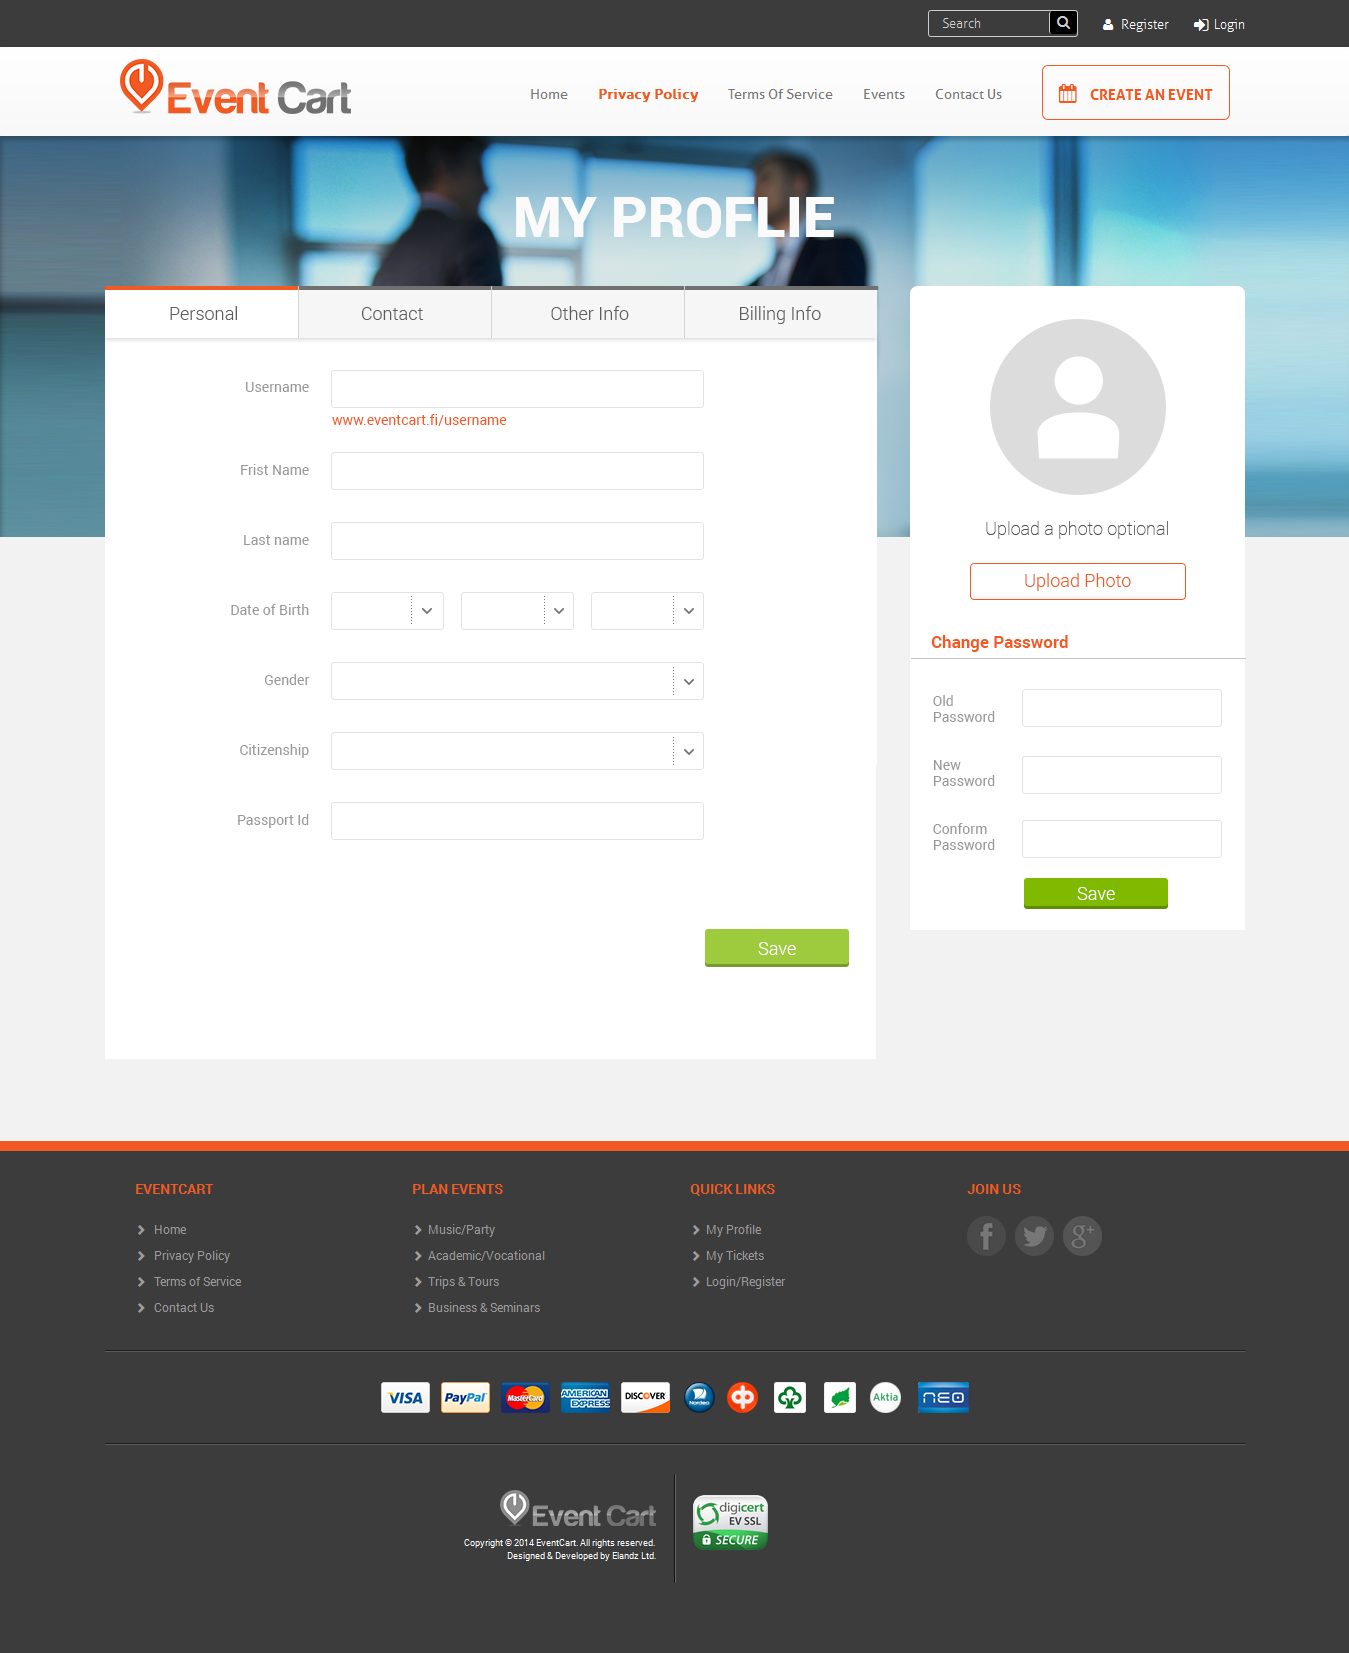 Search
Register
Login
Event Cart
Home
Privacy Policy
Terms Of Service
Events
Contact Us
CREATE AN EVENT
MY PROFLIE
Personal
Contact
Other Info
Billing Info
Username
www.eventcart.fi/username
Frist Name
Last name
Date of Birth
Gender
Citizenship
Passport Id
Save
Upload a photo optional
Upload Photo
Change Password
Old
Password
New
Password
Conform
Password
Save
EVENTCART
Home
Privacy Policy
Terms of Service
Contact Us
PLAN EVENTS
Music/Party
Academic/Vocational
Trips & Tours
Business & Seminars
QUICK LINKS
My Profile
My Tickets
Login/Register
JOIN US
VISA
PayPal
MasterCard
AMERICAN
EXPRESS
DISCOVER
Nordea
Aktia
NEO
Event Cart
Copyright © 2014 EventCart. All rights reserved.
Designed & Developed by Elandz Ltd.
digicert
EV SSL
SECURE